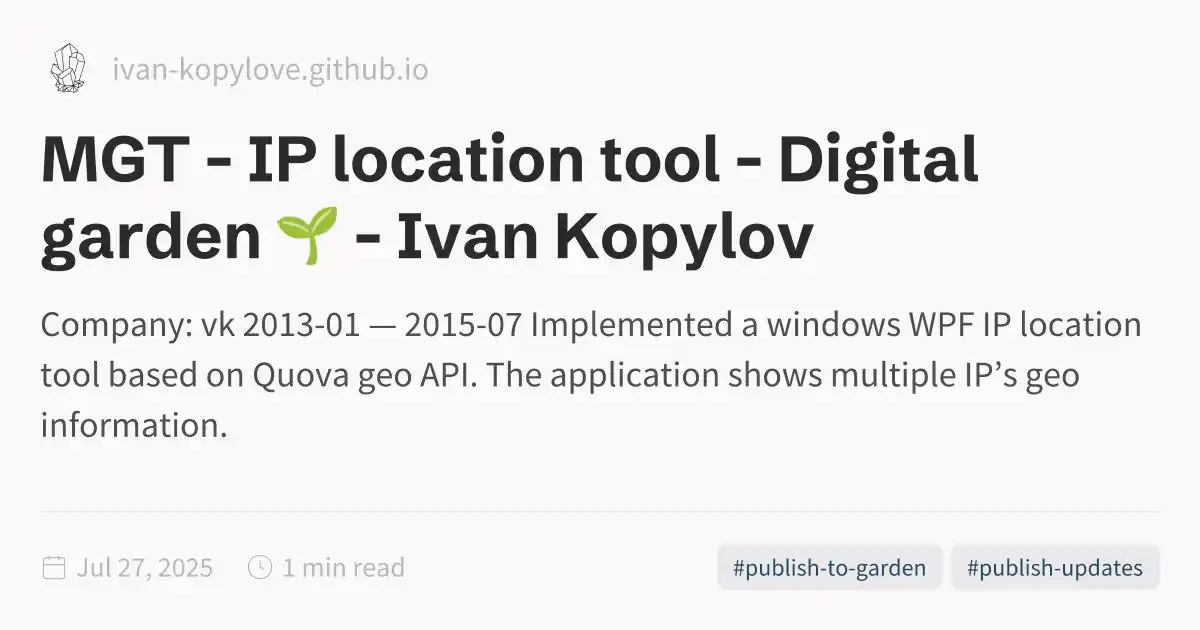 ivan-kopylove.github.io
MGT - IP location tool - Digital
garden 🌱 - Ivan Kopylov
Company: vk 2013-01 — 2015-07 Implemented a windows WPF IP location
tool based on Quova geo API. The application shows multiple IP’s geo
information.
Jul 27, 2025 1 min read #publish-to-garden #publish-updates